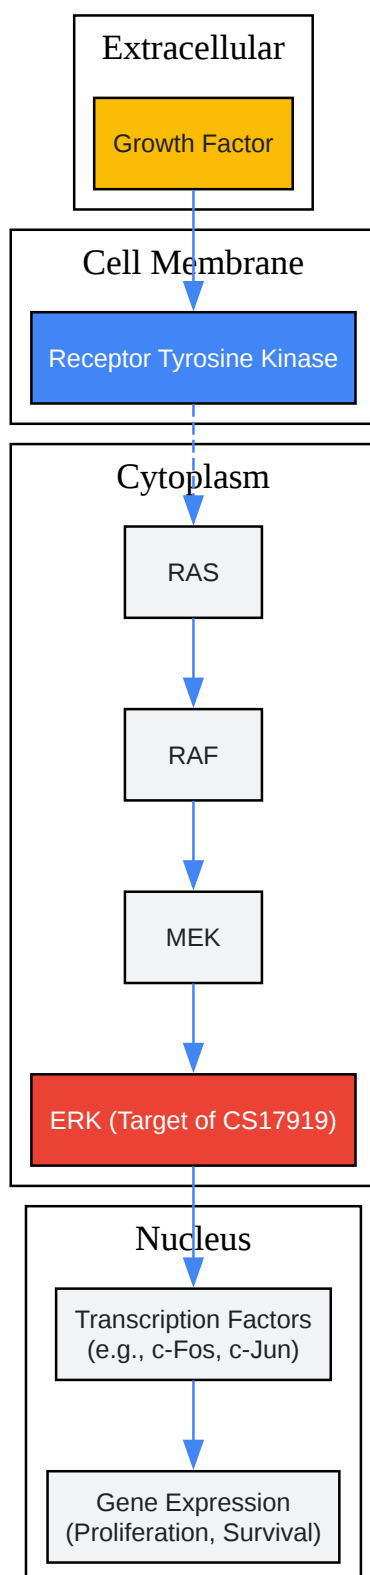 Extracellular
Growth Factor
Cell Membrane
Receptor Tyrosine Kinase
Cytoplasm
RAS
RAF
MEK
ERK (Target of CS17919)
Nucleus
Transcription Factors
(e.g., c-Fos, c-Jun)
Gene Expression
(Proliferation, Survival)